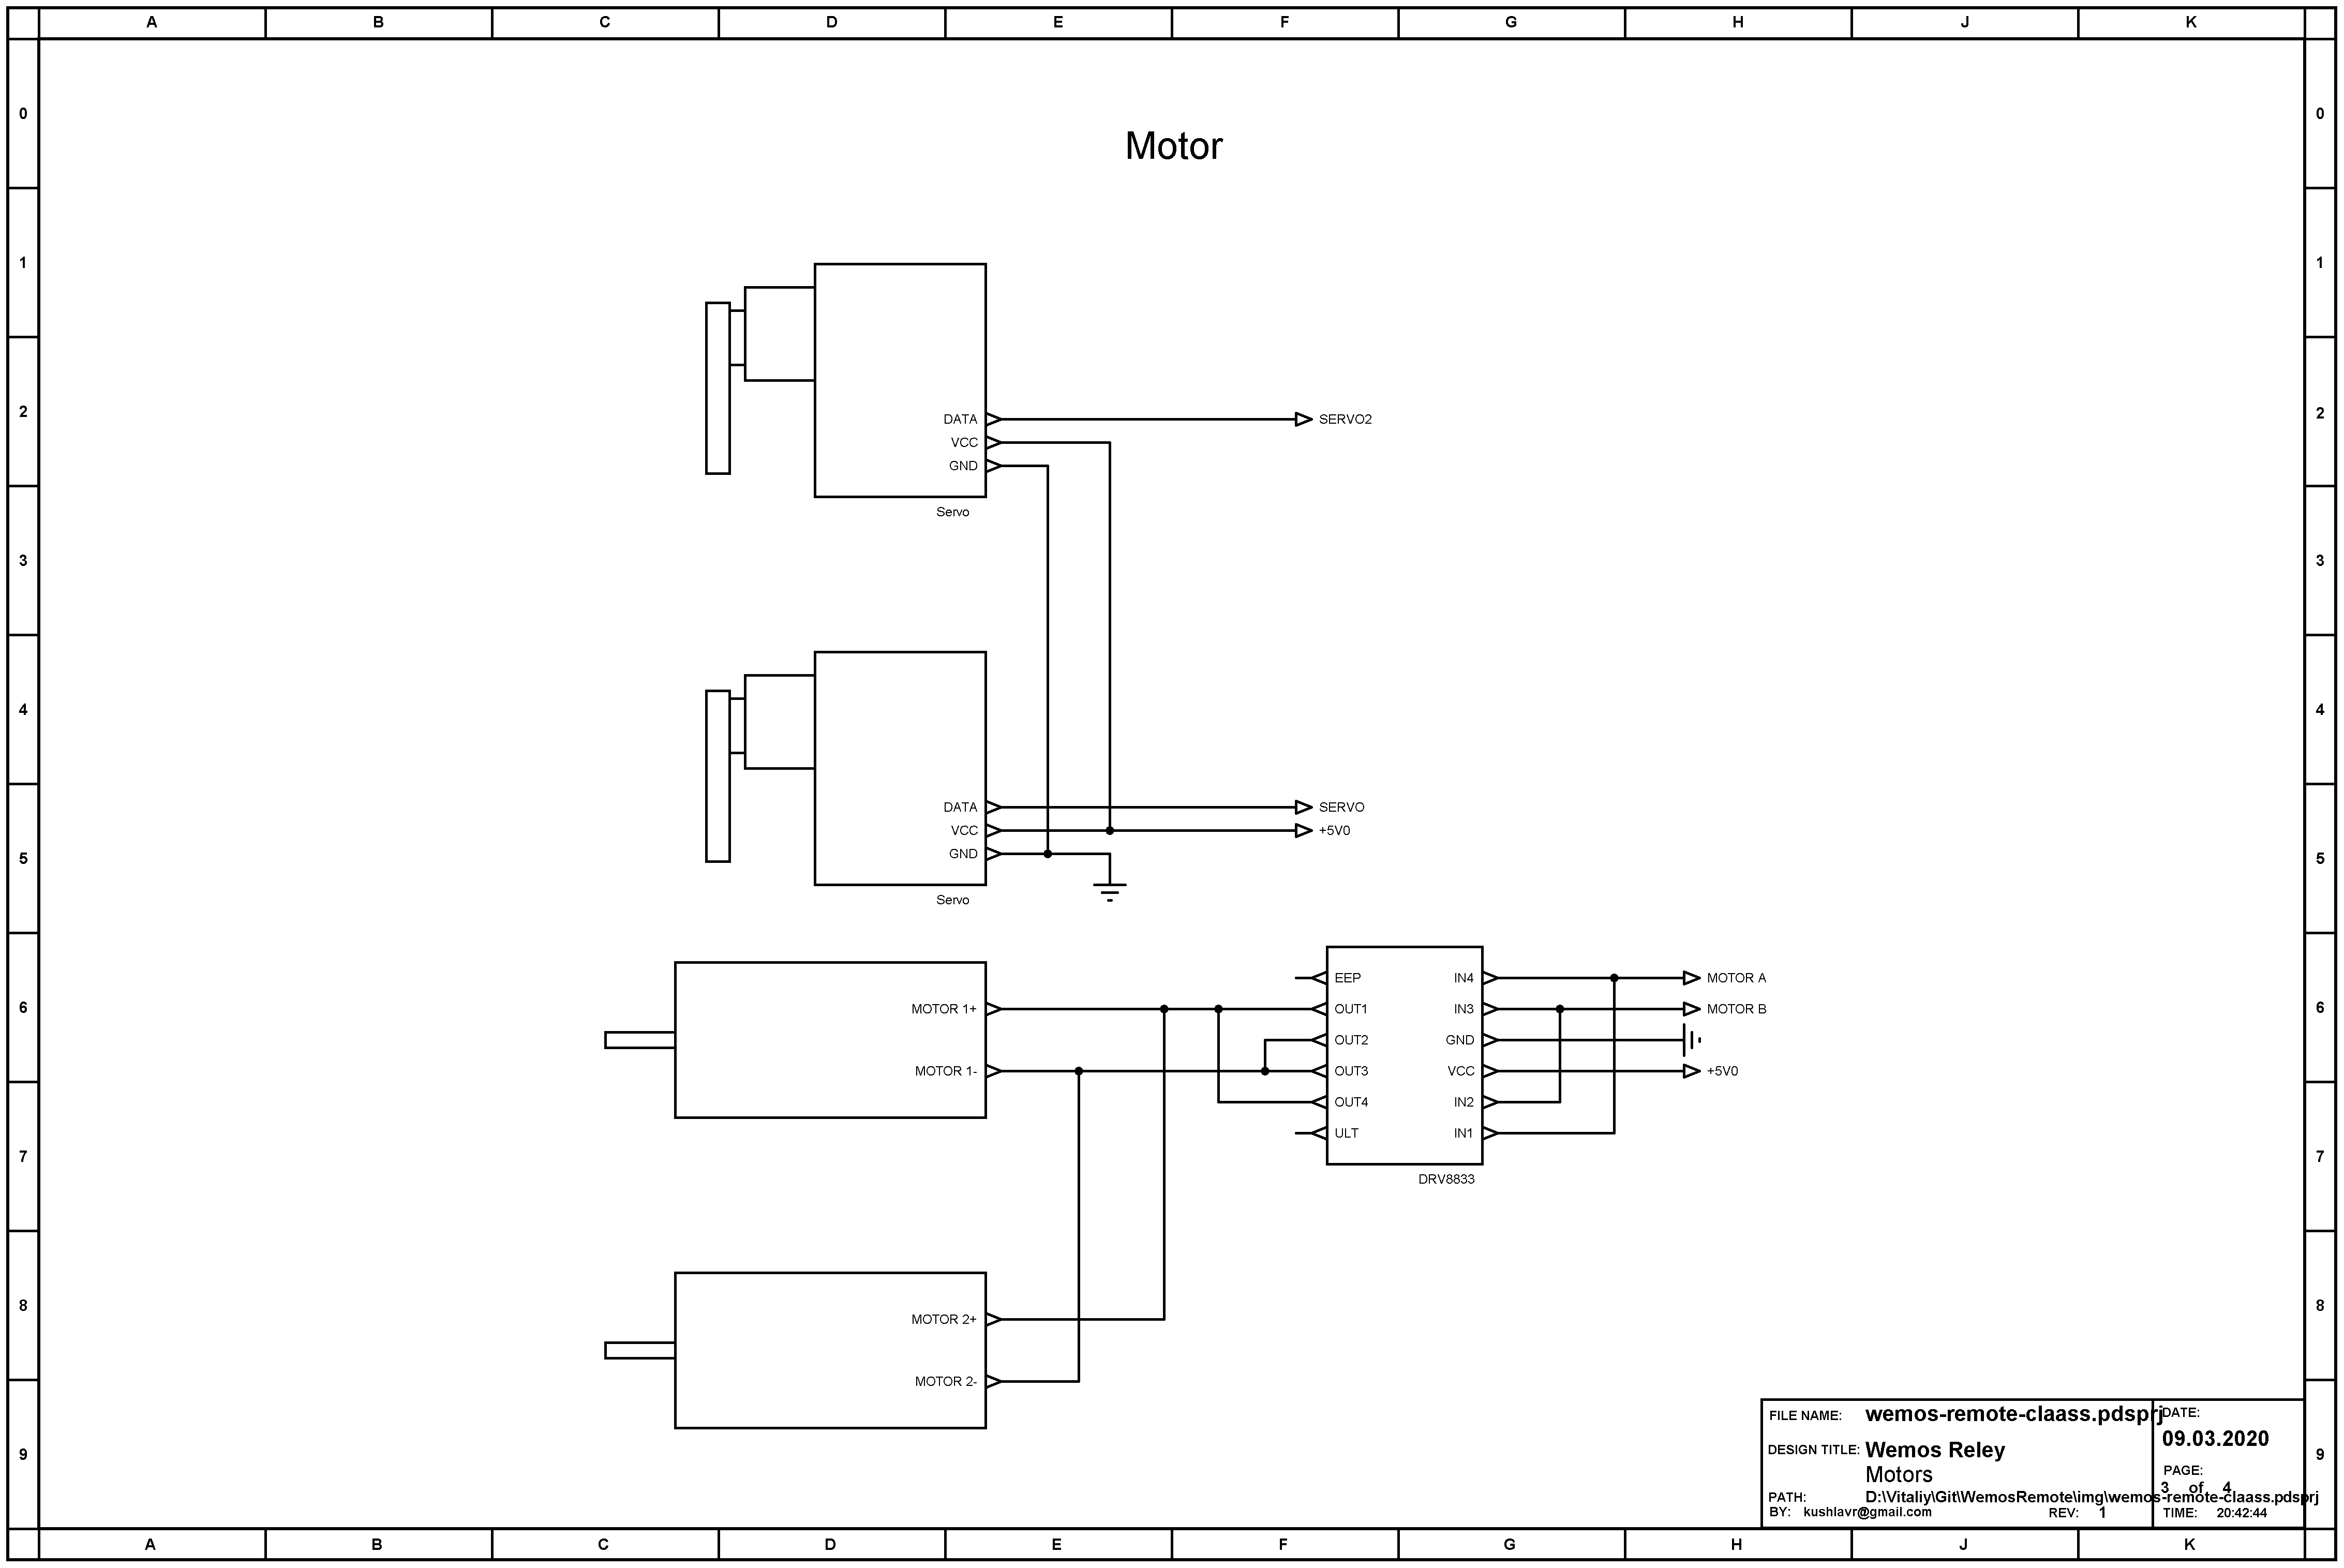 A B C D E F G H J K
0 0
Motor
1 1
2 2
DATA SERVO2
VCC
GND
Servo
3 3
4 4
DATA SERVO
VCC +5V0
5 5
GND
Servo
EEP IN4 MOTOR A
6 6
MOTOR 1+ OUT1 IN3 MOTOR B
OUT2 GND
MOTOR 1- OUT3 VCC +5V0
OUT4 IN2
ULT IN1
7 7
DRV8833
8 8
MOTOR 2+
MOTOR 2-
9 9
FILE NAME: wemos-remote-claass.pdsprj
DATE:
09.03.2020
DESIGN TITLE: Wemos Reley
Motors
PAGE:
3 of 4
PATH: D:\Vitaliy\Git\WemosRemote\img\wemos-remote-claass.pdsprj
BY: kushlavr@gmail.com REV: 1 TIME: 20:42:44
A B C D E F G H J K